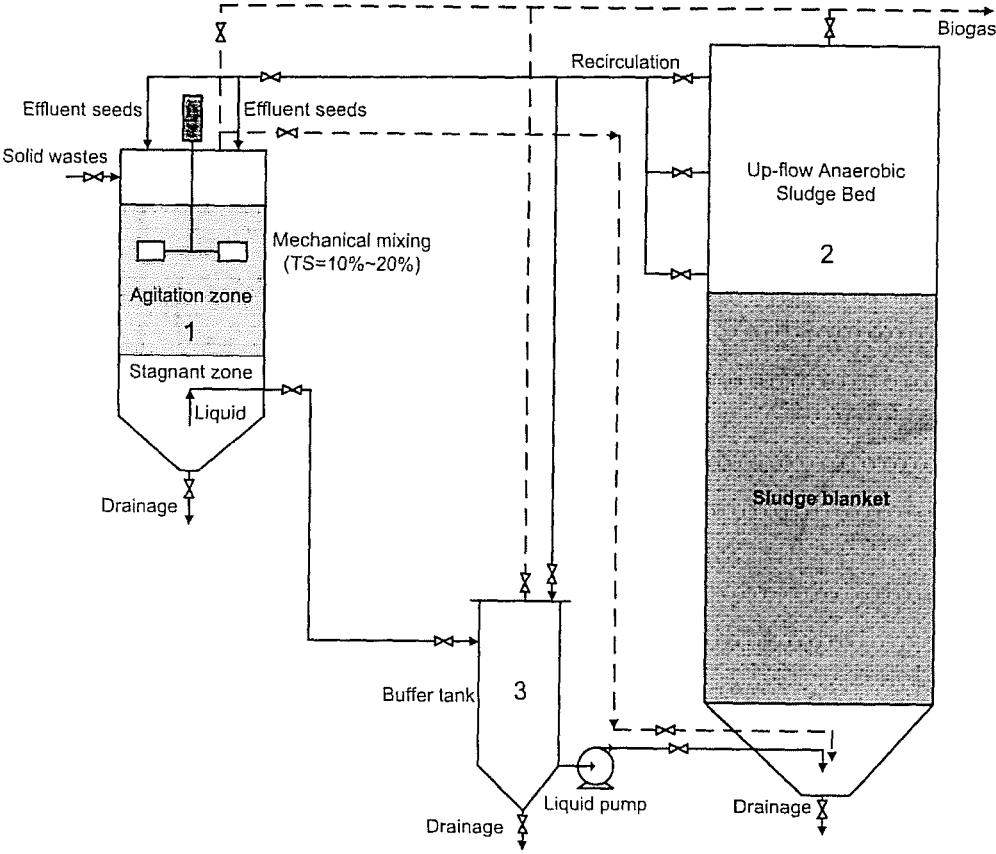 Biogas
Recirculation
Effluent seeds
Effluent seeds
Solid wastes
Up-flow Anaerobic
Sludge Bed
2
Mechanical mixing
(TS=10%~20%)
Agitation zone
1
Stagnant zone
Liquid
Drainage
Sludge blanket
Buffer tank
3
Liquid pump
Drainage
Drainage